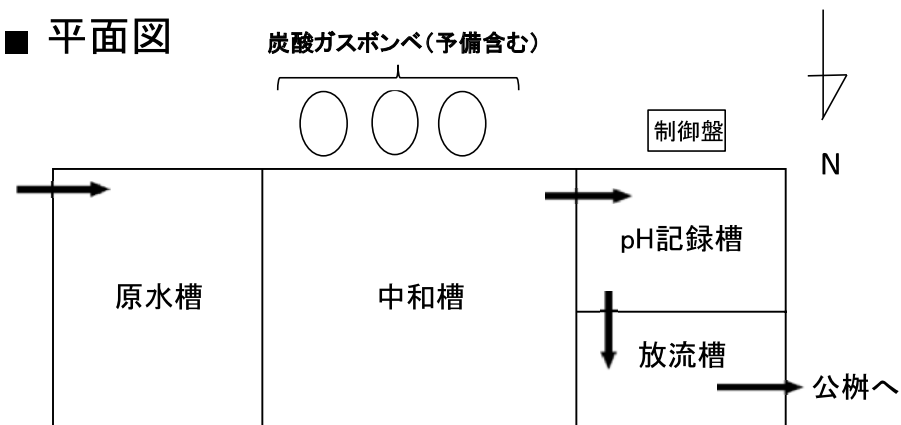 ■ 平面図
炭酸ガスボンベ(予備含む)
制御盤
N
pH記録槽
原水槽
中和槽
放流槽
公桝へ